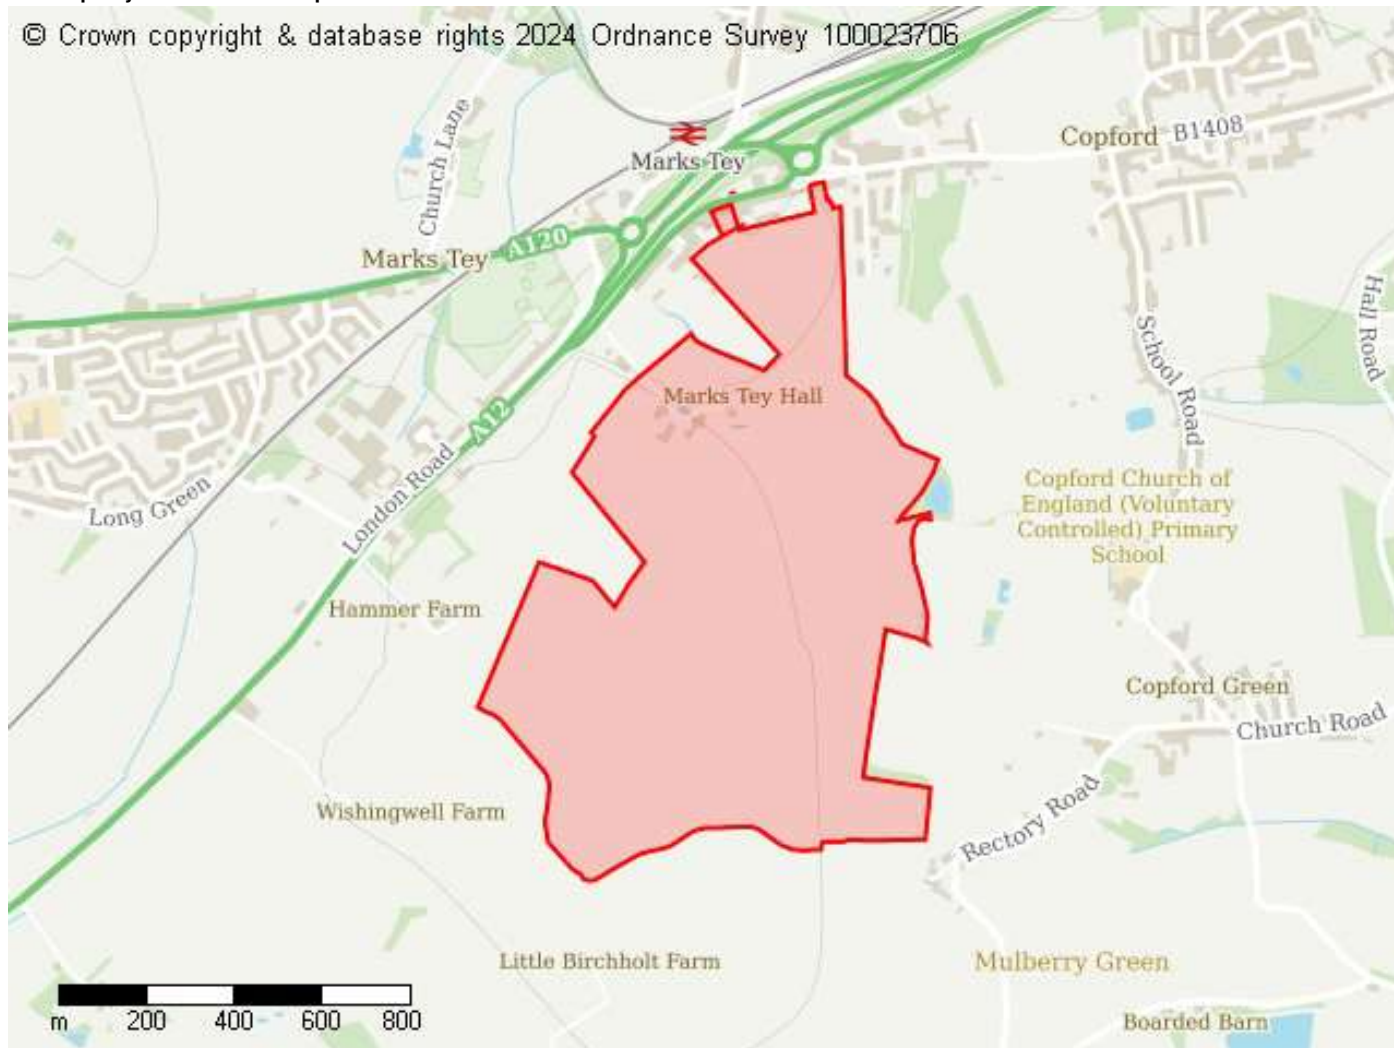 © Crown copyright & database rights 2024 Ordnance Survey 100023706
Church Lane
Marks Tey
Copford
B1408
Marks Tey
A120
Hall Road
School Road
Marks Tey Hall
A12
London Road
Long Green
Copford Church of
England (Voluntary
Controlled) Primary
School
Hammer Farm
Copford Green
Church Road
Wishingwell Farm
Rectory Road
Little Birchholt Farm
Mulberry Green
Boarded Barn
m 200 400 600 800